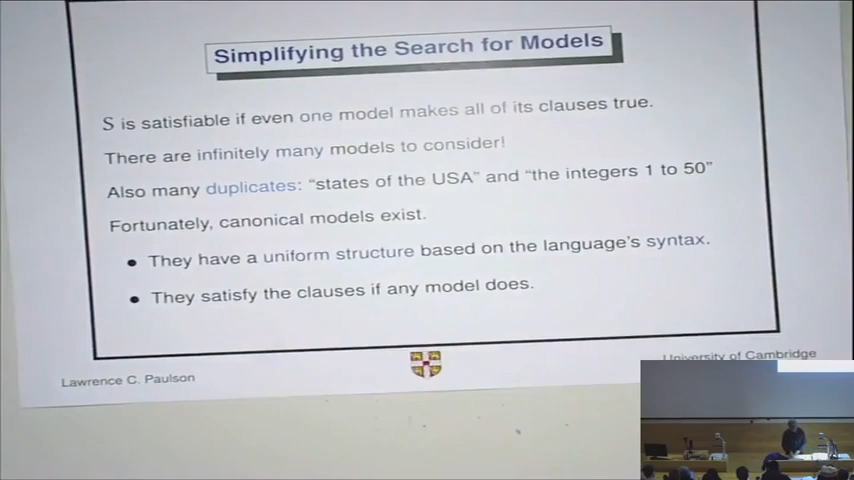 Simplifying the Search for Models
S is satisfiable if even one model makes all of its clauses true.
There are infinitely many models to consider!
Also many duplicates: “states of the USA” and “the integers 1 to 50”
Fortunately, canonical models exist.
• They have a uniform structure based on the language's syntax.
• They satisfy the clauses if any model does.
Lawrence C. Paulson
University of Cambridge